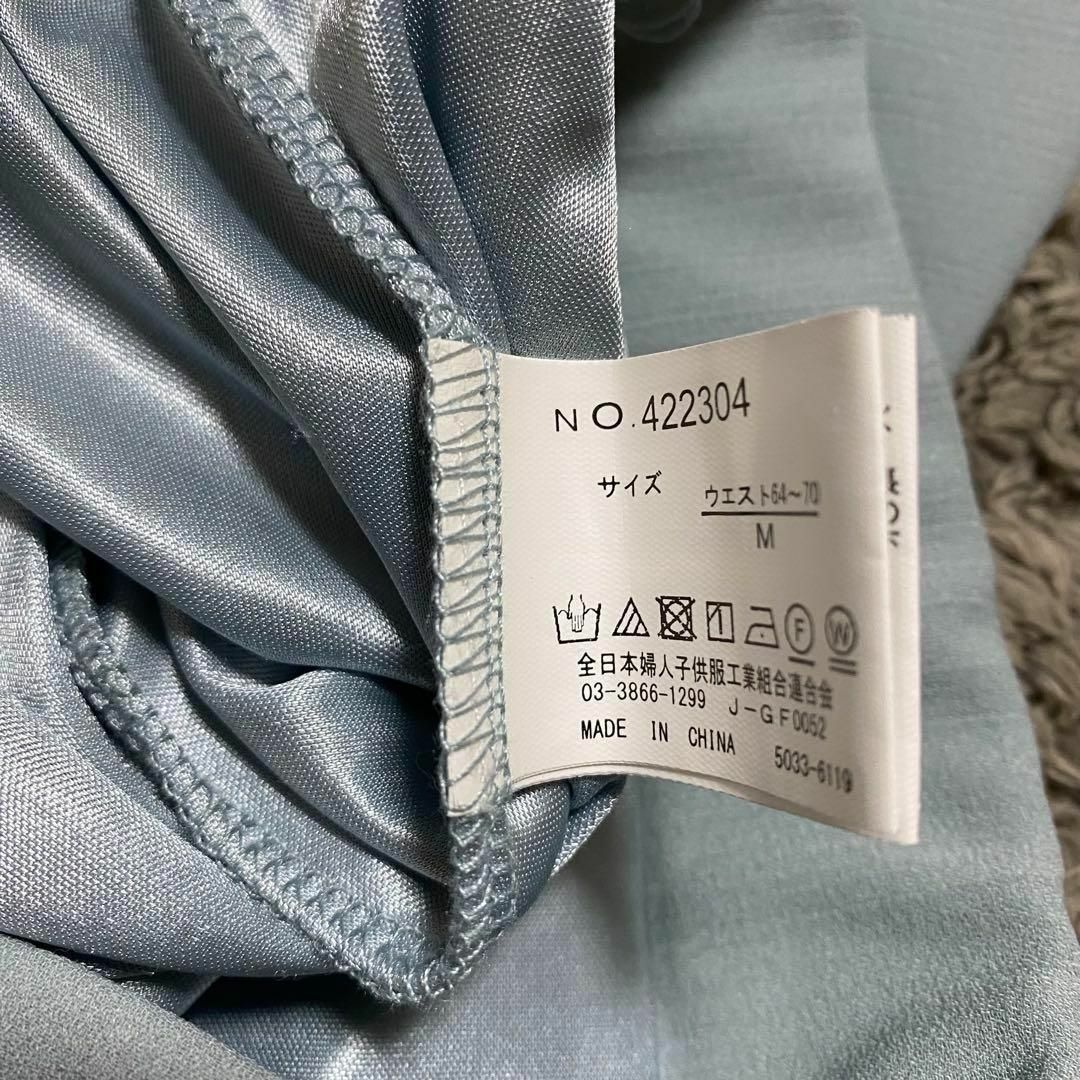 NO.422304
サイズ ウエスト64～70
M
F W
全日本婦人子供服工業組合連合会
03-3866-1299 J-GF0052
MADE IN CHINA 5033-6119